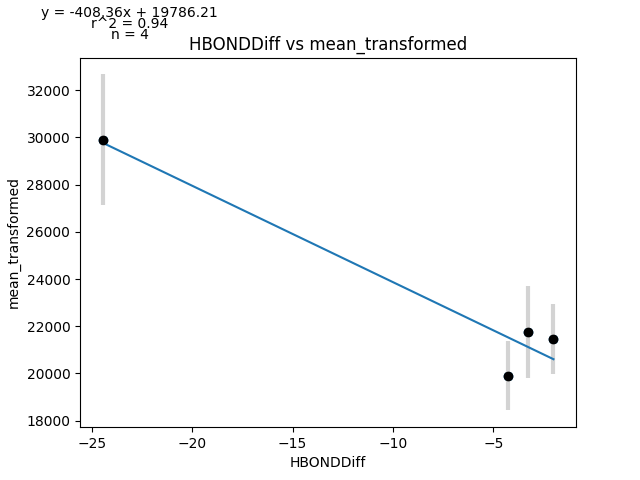 y = -408.36x + 19786.21
r^2 = 0.94
n = 4
HBONDDiff vs mean_transformed
mean_transformed
32000
30000
28000
26000
24000
22000
20000
18000
−25
−20
−15
−10
−5
HBONDDiff